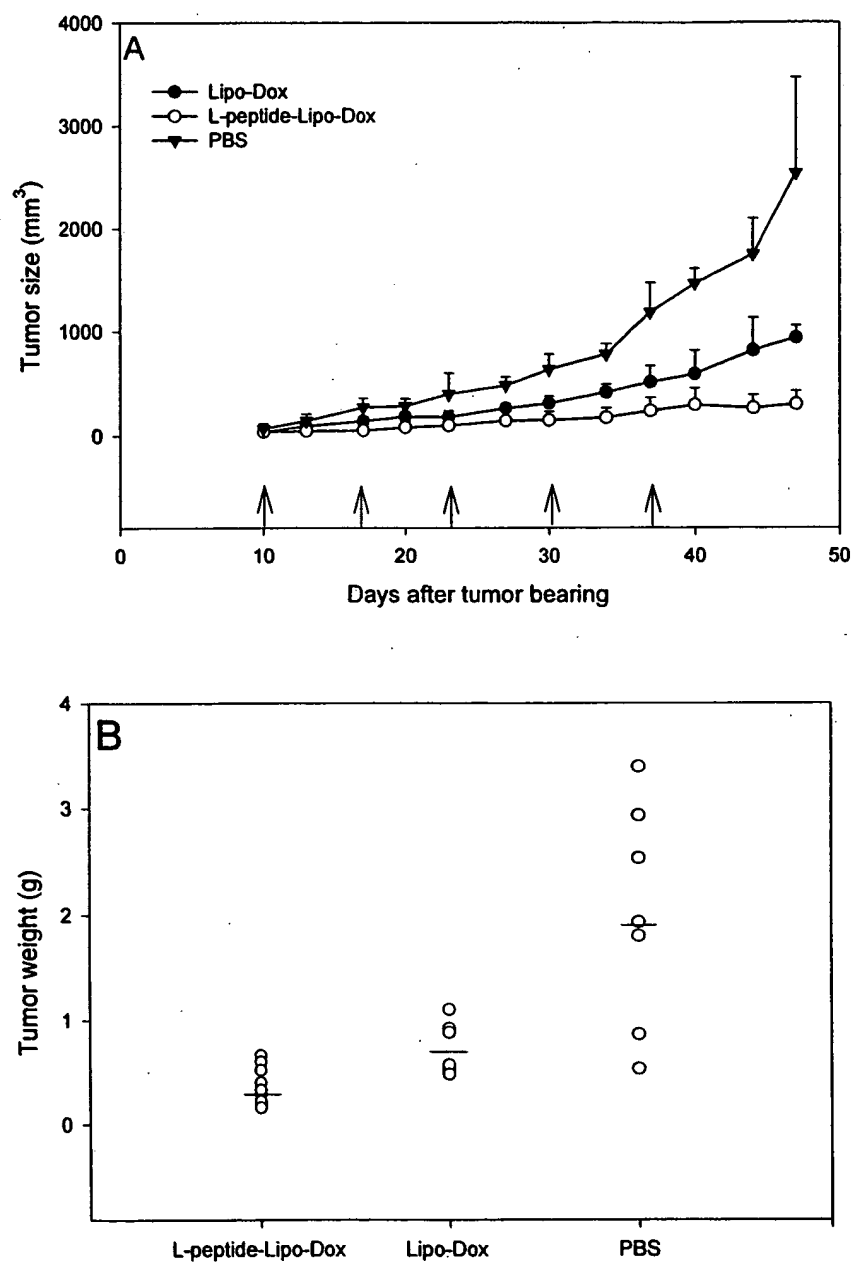 A
4000
3000
2000
1000
0
Tumor size (mm³)
Lipo-Dox
L-peptide-Lipo-Dox
PBS
0 10 20 30 40 50
Days after tumor bearing
B
4
3
2
1
0
Tumor weight (g)
L-peptide-Lipo-Dox Lipo-Dox PBS